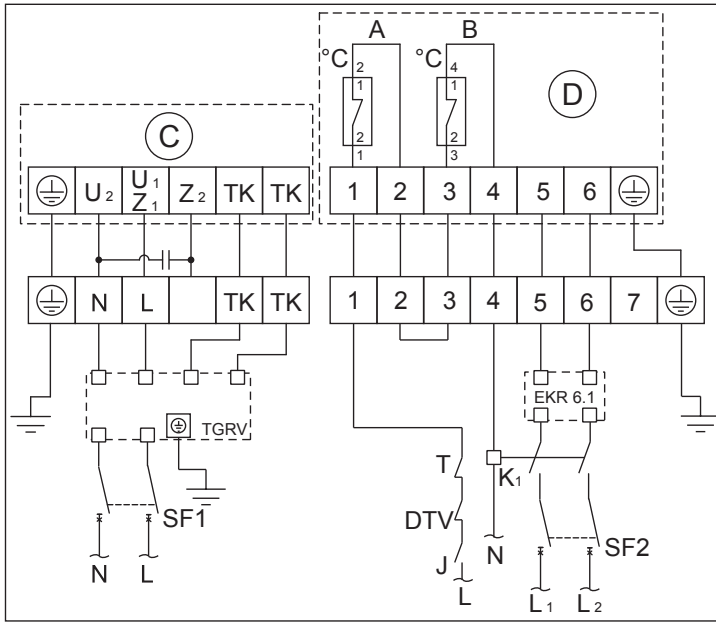 A B
°C 2 °C 4
1 1
2 2
1 3
C D
U2 U1 Z1 Z2 TK TK
1 2 3 4 5 6
N L TK TK
1 2 3 4 5 6 7
EKR 6.1
TGRV
T K1
SF1 DTV SF2
J N
N L L L1 L2